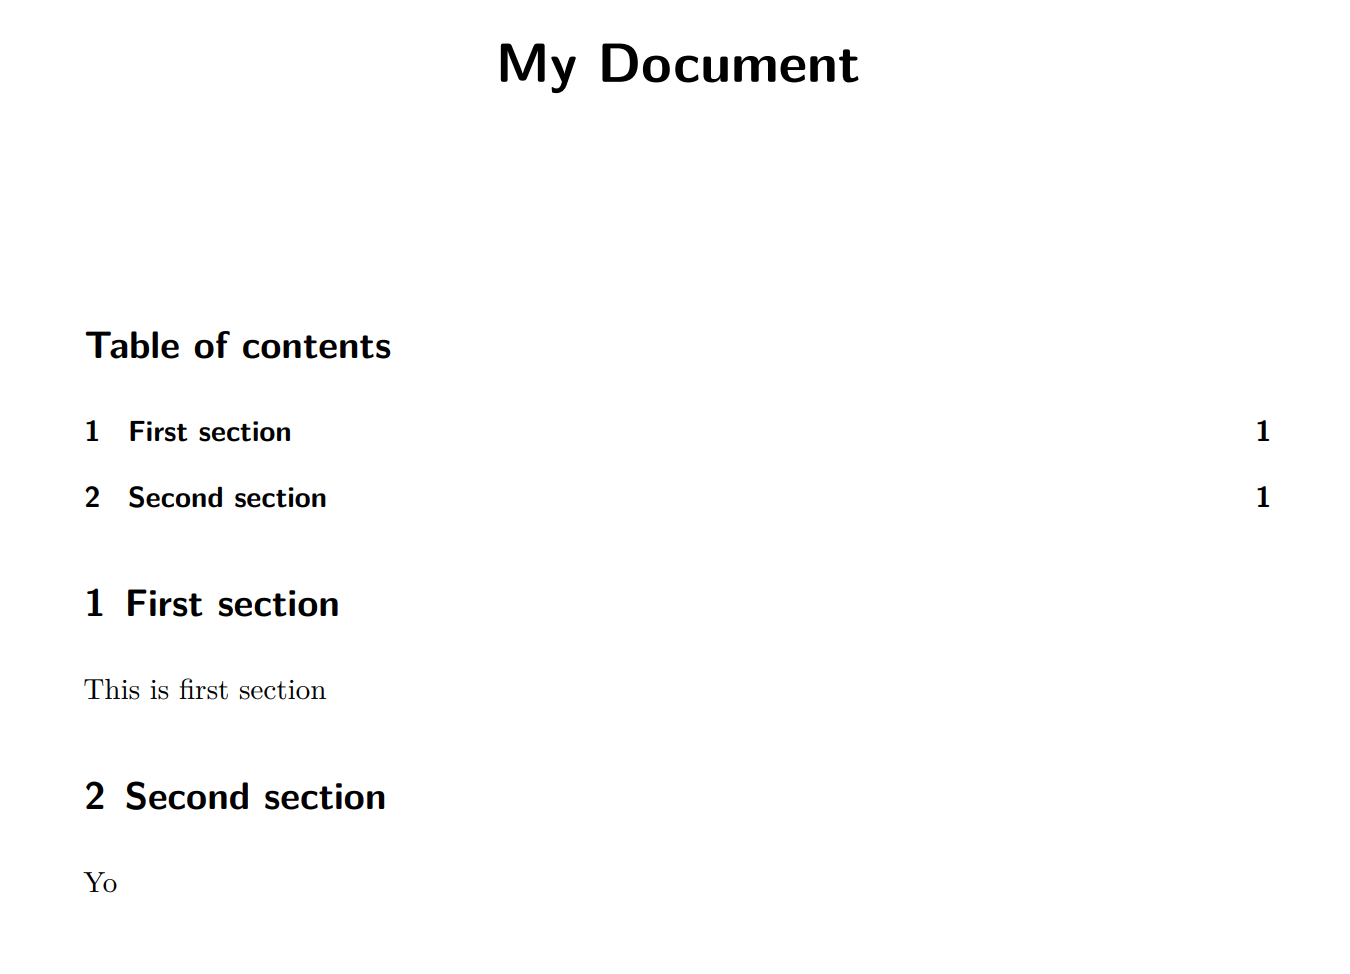 My Document
Table of contents
1 First section 1
2 Second section 1
1 First section
This is first section
2 Second section
Yo